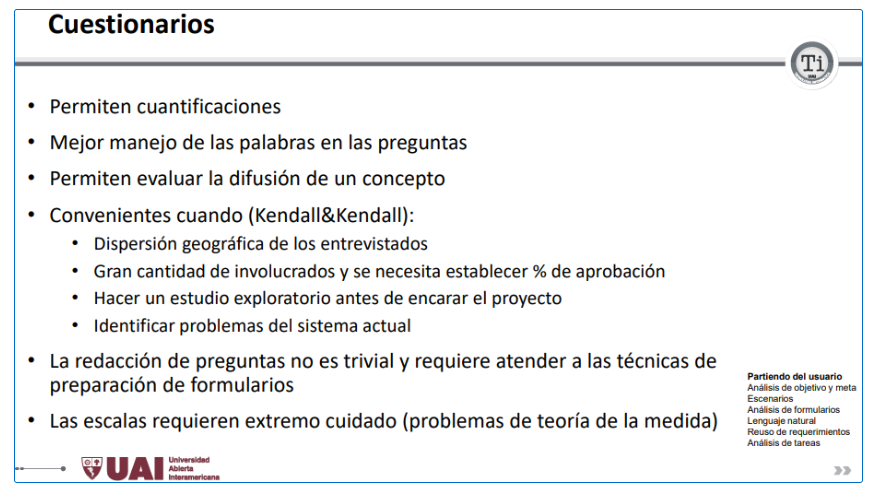 Cuestionarios
Ti
UAI
• Permiten cuantificaciones
• Mejor manejo de las palabras en las preguntas
• Permiten evaluar la difusión de un concepto
• Convenientes cuando (Kendall&Kendall):
• Dispersión geográfica de los entrevistados
• Gran cantidad de involucrados y se necesita establecer % de aprobación
• Hacer un estudio exploratorio antes de encarar el proyecto
• Identificar problemas del sistema actual
• La redacción de preguntas no es trivial y requiere atender a las técnicas de
preparación de formularios
• Las escalas requieren extremo cuidado (problemas de teoría de la medida)
Partiendo del usuario
Análisis de objetivo y meta
Escenarios
Análisis de formularios
Lenguaje natural
Reuso de requerimientos
Análisis de tareas
UAI
Universidad
Abierta
Interamericana